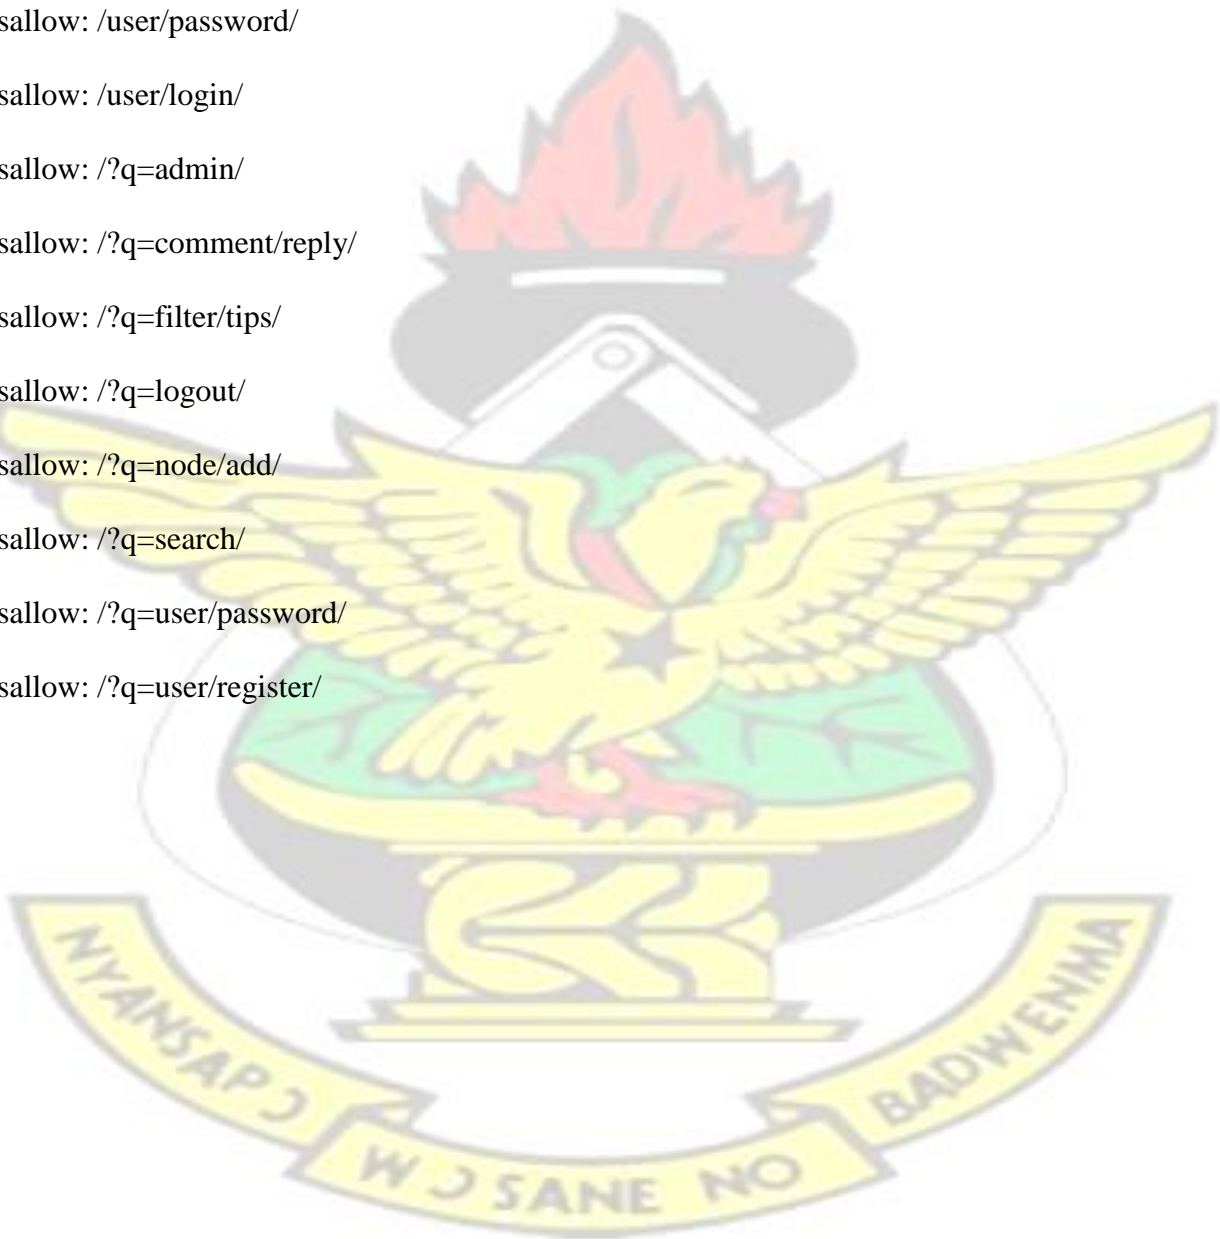 sallow: /user/password/
sallow: /user/login/
sallow: /?q=admin/
sallow: /?q=comment/reply/
sallow: /?q=filter/tips/
sallow: /?q=logout/
sallow: /?q=node/add/
sallow: /?q=search/
sallow: /?q=user/password/
sallow: /?q=user/register/
NYANSAPƆ
WƆSANE NO
BADWENMA